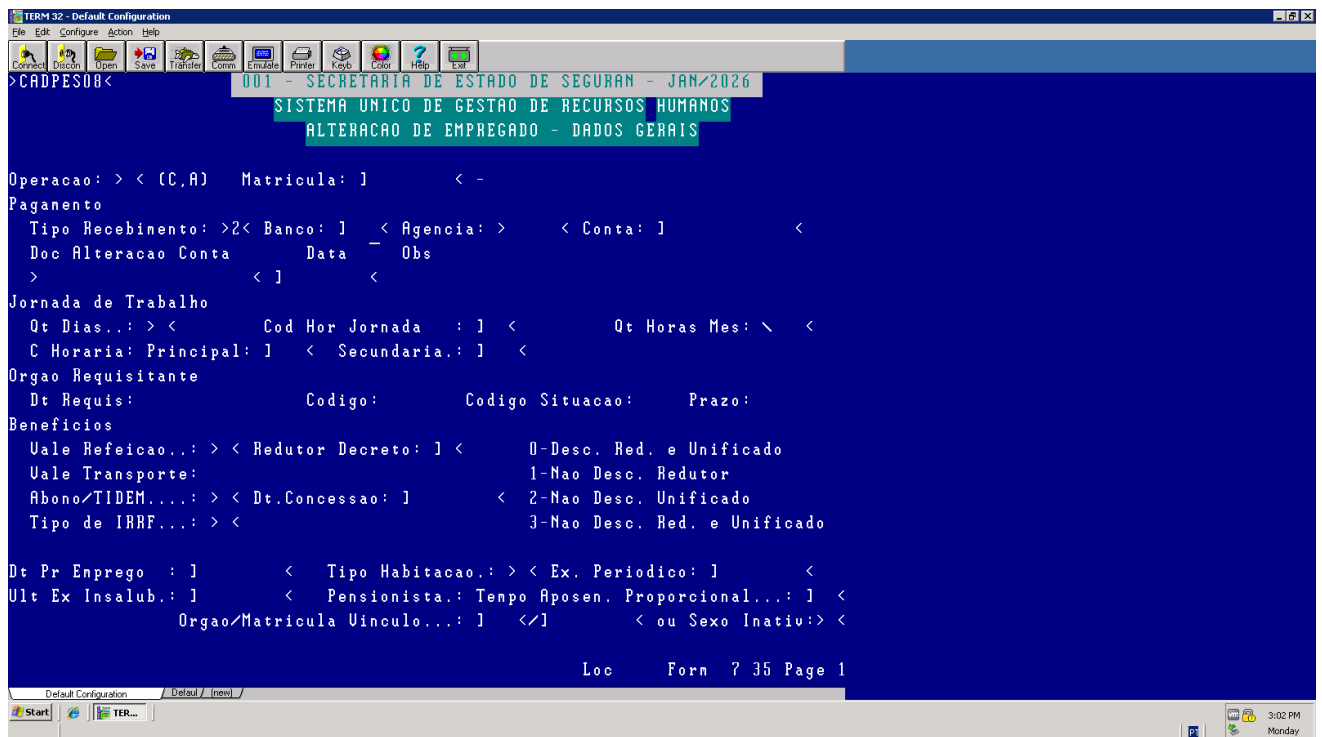 TERM 32 - Default Configuration
File Edit Configure Action Help
Connect Discon Open Save Transfer Comm Emulate Printer Keyb Color Help Exit
>CADPES08< 001 - SECRETARIA DE ESTADO DE SEGURAN - JAN/2026
SISTEMA UNICO DE GESTAO DE RECURSOS HUMANOS
ALTERACAO DE EMPREGADO - DADOS GERAIS
Operacao: > < (C,A) Matricula: ] < -
Pagamento
Tipo Recebimento: >2< Banco: ] _< Agencia: > < Conta: ] <
Doc Alteracao Conta Data Obs
> < ] <
Jornada de Trabalho
Qt Dias..: > < Cod Hor Jornada : ] < Qt Horas Mes: \ <
C Horaria: Principal: ] < Secundaria.: ] <
Orgao Requisitante
Dt Requis: Codigo: Codigo Situacao: Prazo:
Beneficios
Vale Refeicao..: > < Redutor Decreto: ] < 0-Desc. Red. e Unificado
Vale Transporte: 1-Nao Desc. Redutor
Abono/TIDEM....: > < Dt.Concessao: ] < 2-Nao Desc. Unificado
Tipo de IRRF...: > < 3-Nao Desc. Red. e Unificado
Dt Pr Emprego : ] < Tipo Habitacao.: > < Ex. Periodico: ] <
Ult Ex Insalub.: ] < Pensionista.: Tempo Aposen. Proporcional...: ] <
Orgao/Matricula Vinculo...: ] </] < ou Sexo Inativ:> <
Loc Form 7 35 Page 1
Default Configuration / Defaul / (new) /
Start TER... PT 3:02 PM
Monday